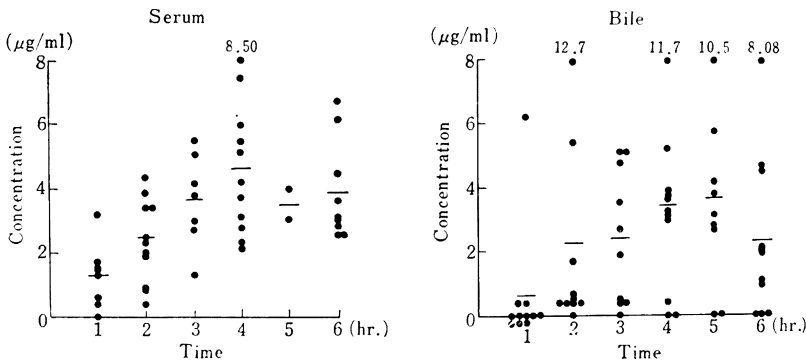 Serum
(μg/ml)
8.50
8
6
4
2
0
Concentration
1 2 3 4 5 6 (hr.)
Time
Bile
(μg/ml)
12.7 11.7 10.5 8.08
8
6
4
2
0
Concentration
1 2 3 4 5 6 (hr.)
Time